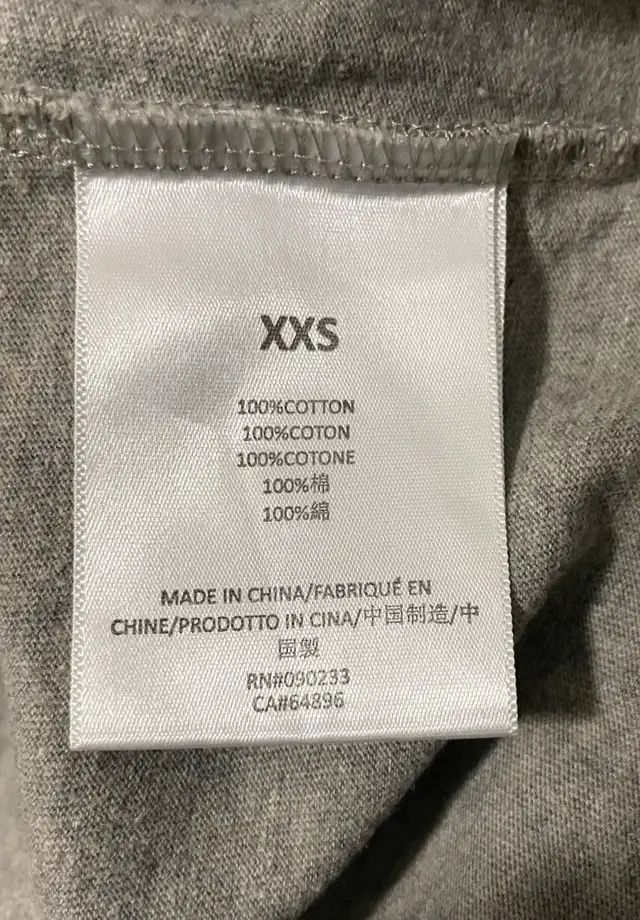 XXS
100%COTTON
100%COTON
100%COTONE
100%棉
100%綿
MADE IN CHINA/FABRIQUÉ EN
CHINE/PRODOTTO IN CINA/中国制造/中
国製
RN#090233
CA#64896